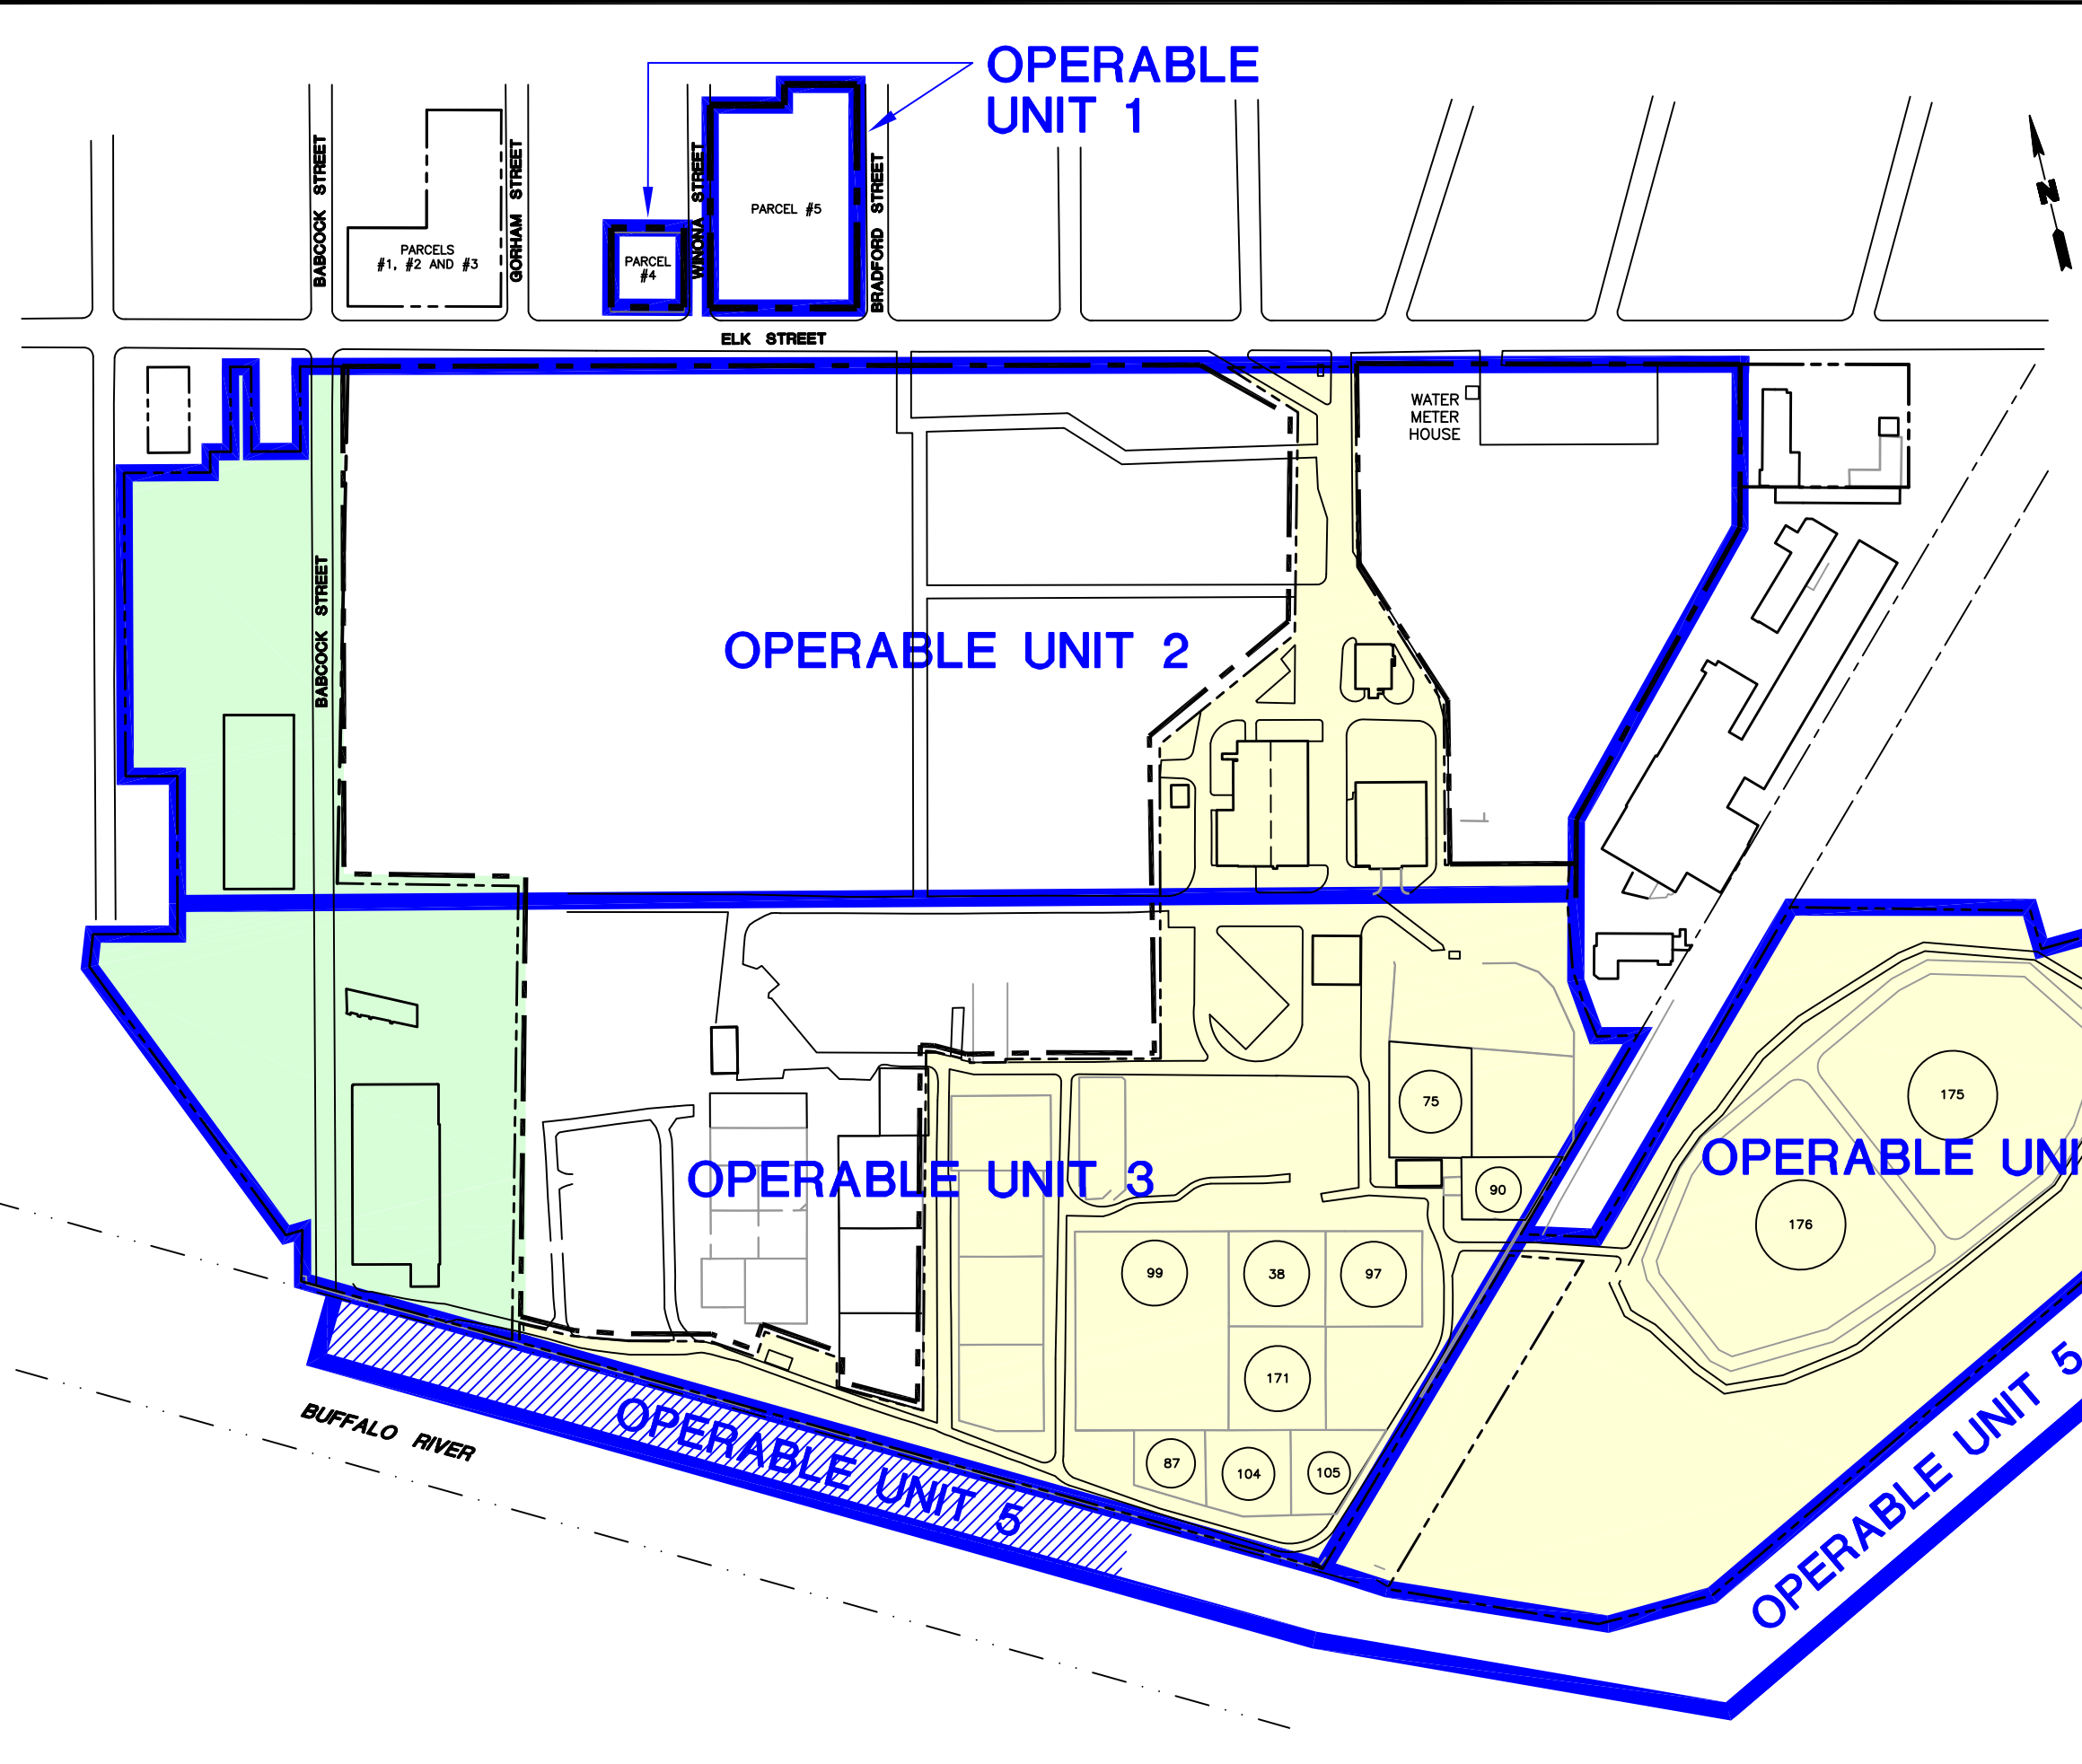 OPERABLE
UNIT 1
BABCOCK STREET
GORHAM STREET
WINONA STREET
BRADFORD STREET
N
PARCEL #5
PARCELS
#1, #2 AND #3
PARCEL
#4
ELK STREET
WATER
METER
HOUSE
BABCOCK STREET
OPERABLE UNIT 2
75
175
OPERABLE UNI
OPERABLE UNIT 3
90
176
99
38
97
171
87
104
105
BUFFALO RIVER
OPERABLE UNIT 5
OPERABLE UNIT 5